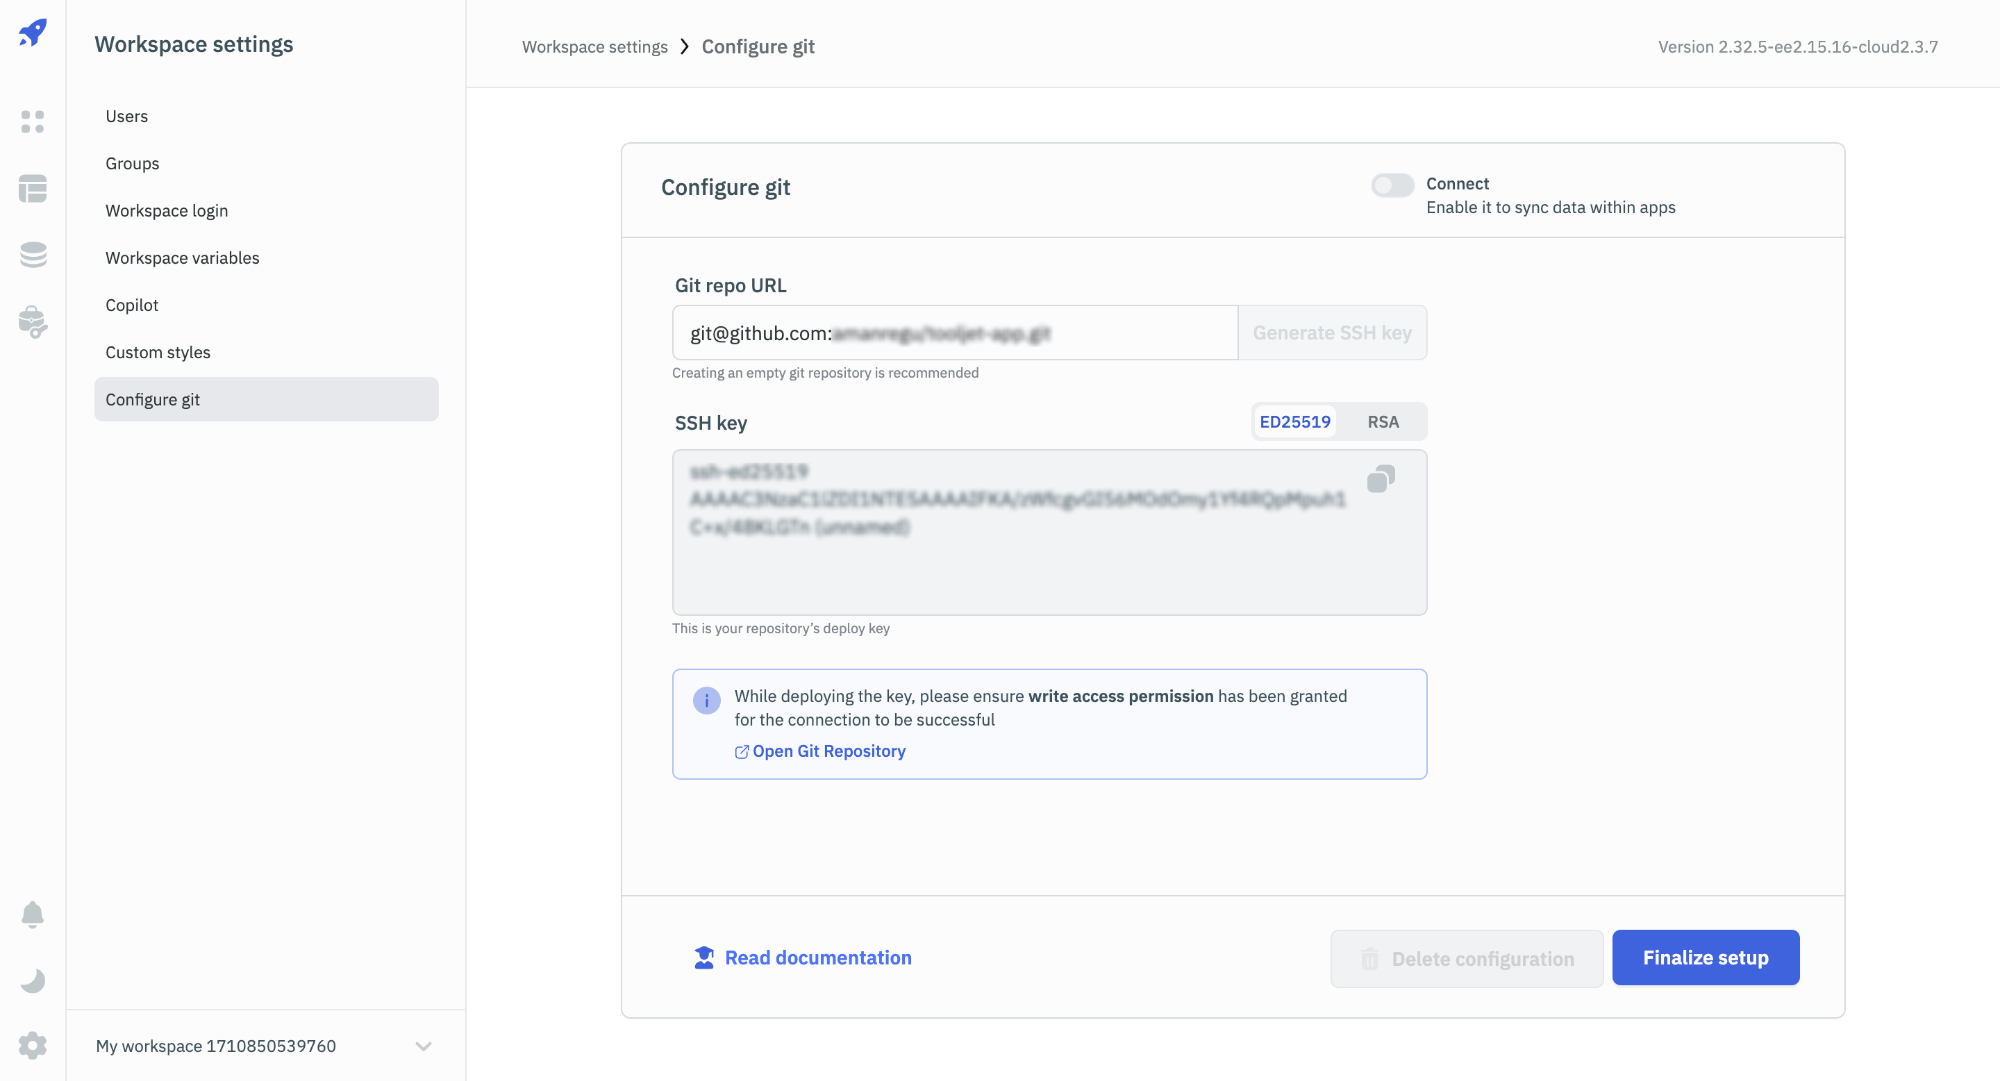 Workspace settings
Users
Groups
Workspace login
Workspace variables
Copilot
Custom styles
Configure git
My workspace 1710850539760
Workspace settings
Configure git
Version 2.32.5-ee2.15.16-cloud2.3.7
Configure git
Connect
Enable it to sync data within apps
Git repo URL
git@github.com:
Generate SSH key
Creating an empty git repository is recommended
SSH key
ED25519
RSA
This is your repository’s deploy key
While deploying the key, please ensure write access permission has been granted
for the connection to be successful
Open Git Repository
Read documentation
Delete configuration
Finalize setup